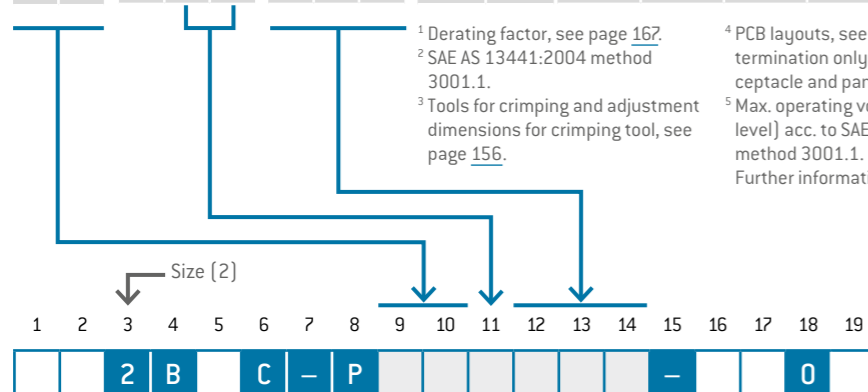 ¹ Derating factor, see page 167.
² SAE AS 13441:2004 method
3001.1.
³ Tools for crimping and adjustment
dimensions for crimping tool, see
page 156.
⁴ PCB layouts, see
termination only
ceptacle and par
⁵ Max. operating vo
level) acc. to SAE
method 3001.1.
Further informati
Size (2)
1 2 3 4 5 6 7 8 9 10 11 12 13 14 15 16 17 18 19
2 B C – P – 0